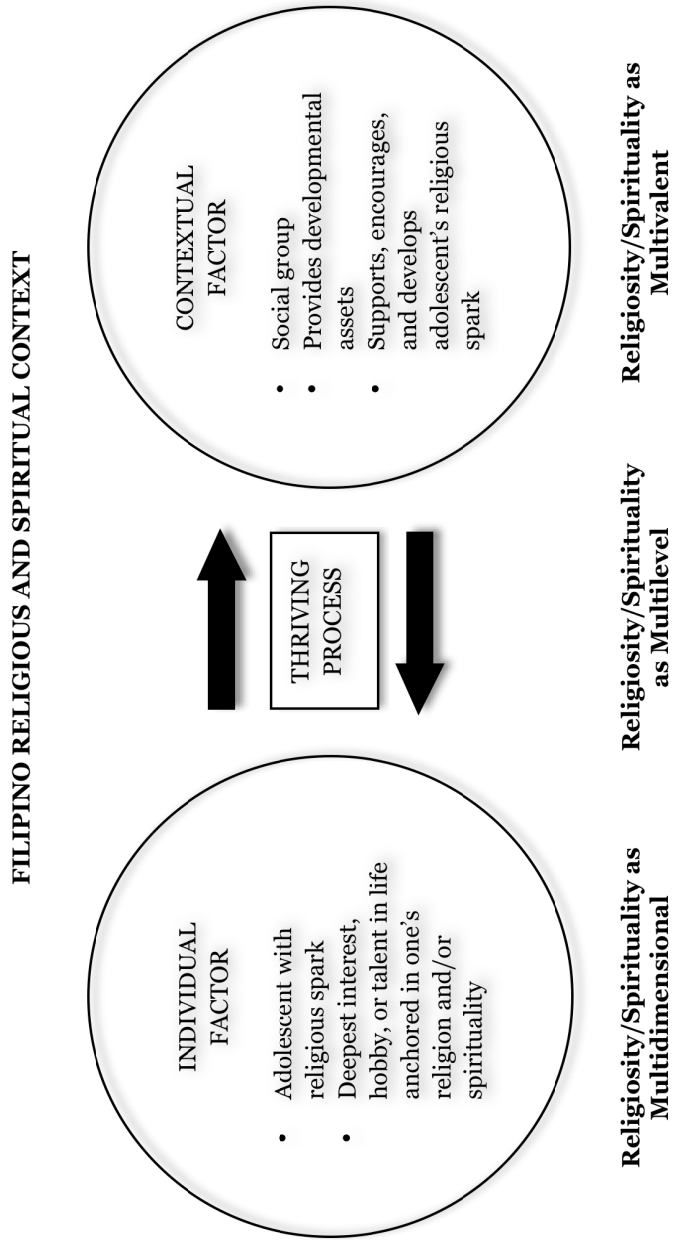 FILIPINO RELIGIOUS AND SPIRITUAL CONTEXT
INDIVIDUAL
FACTOR
• Adolescent with
religious spark
• Deepest interest,
hobby, or talent in life
anchored in one's
religion and/or
spirituality
THRIVING
PROCESS
CONTEXTUAL
FACTOR
• Social group
• Provides developmental
assets
• Supports, encourages,
and develops
adolescent's religious
spark
Religiosity/Spirituality as
Multidimensional
Religiosity/Spirituality
as Multilevel
Religiosity/Spirituality as
Multivalent